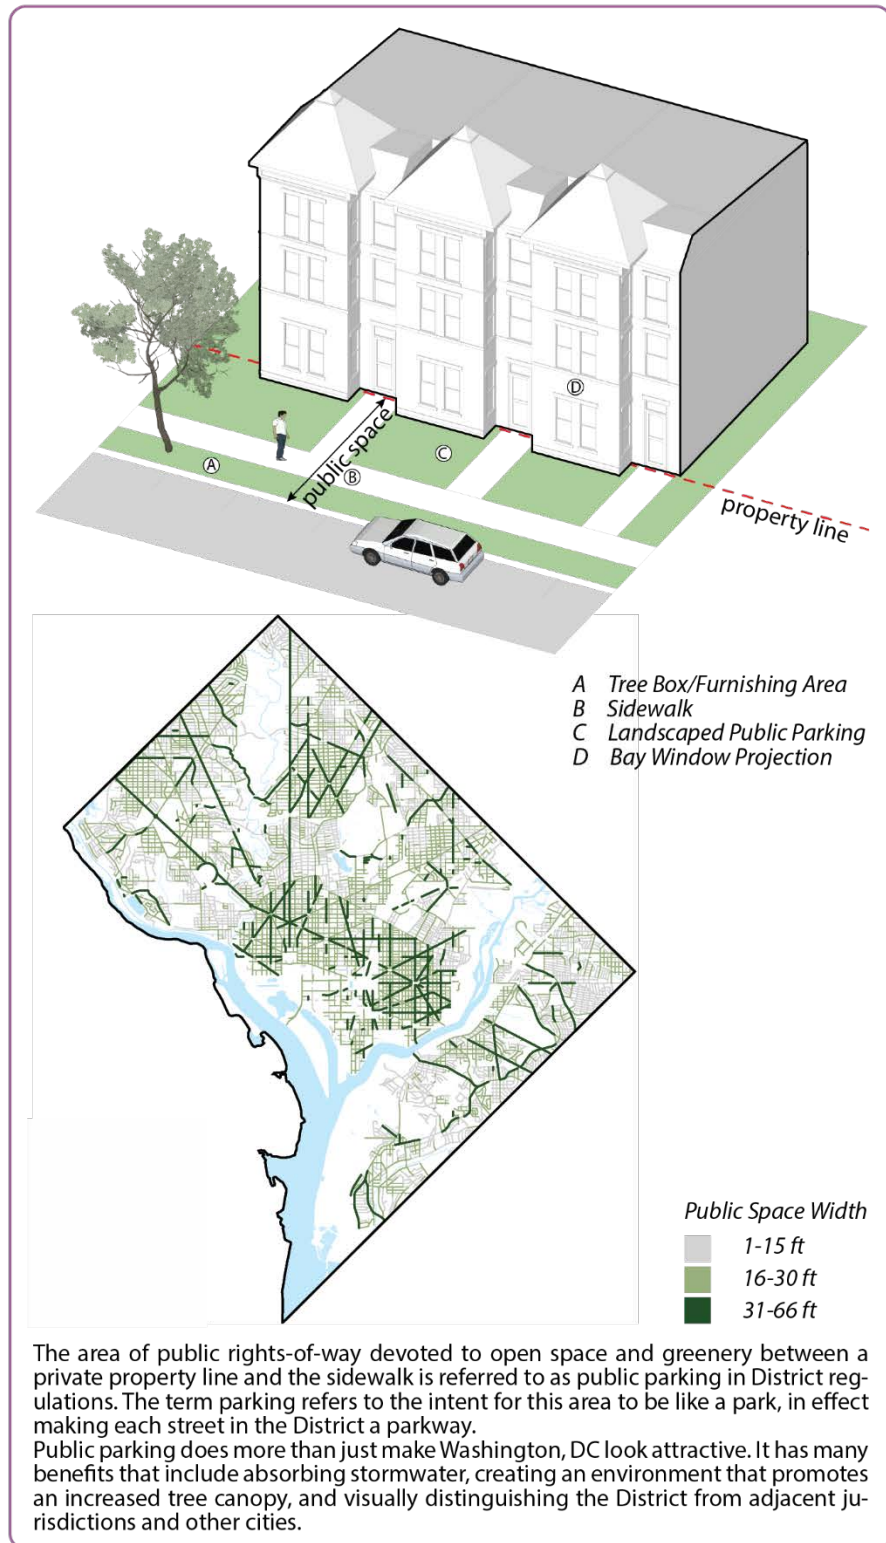 D
C
public space
A
B
property line
A Tree Box/Furnishing Area
B Sidewalk
C Landscaped Public Parking
D Bay Window Projection
Public Space Width
1-15 ft
16-30 ft
31-66 ft
The area of public rights-of-way devoted to open space and greenery between a
private property line and the sidewalk is referred to as public parking in District reg-
ulations. The term parking refers to the intent for this area to be like a park, in effect
making each street in the District a parkway.
Public parking does more than just make Washington, DC look attractive. It has many
benefits that include absorbing stormwater, creating an environment that promotes
an increased tree canopy, and visually distinguishing the District from adjacent ju-
risdictions and other cities.